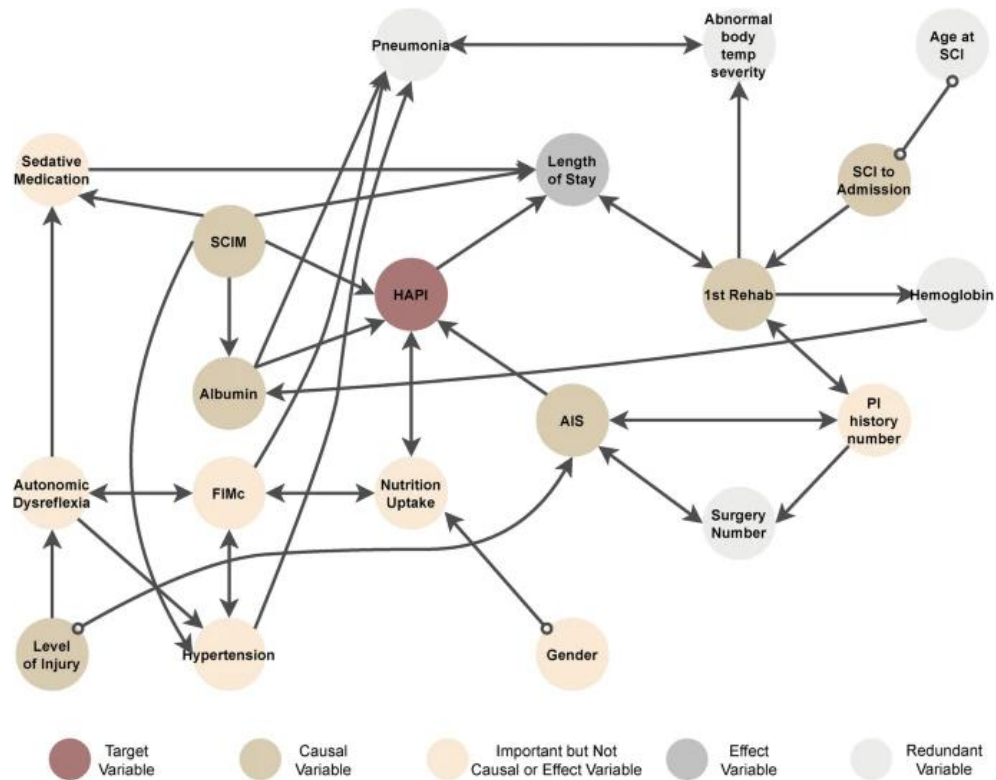 Pneumonia
Abnormal
body
temp
severity
Age at
SCI
Sedative
Medication
Length
of Stay
SCI to
Admission
SCIM
HAPI
1st Rehab
Hemoglobin
Albumin
AIS
PI
history
number
Autonomic
Dysreflexia
FIMc
Nutrition
Uptake
Surgery
Number
Level
of Injury
Hypertension
Gender
Target
Variable
Causal
Variable
Important but Not
Causal or Effect Variable
Effect
Variable
Redundant
Variable